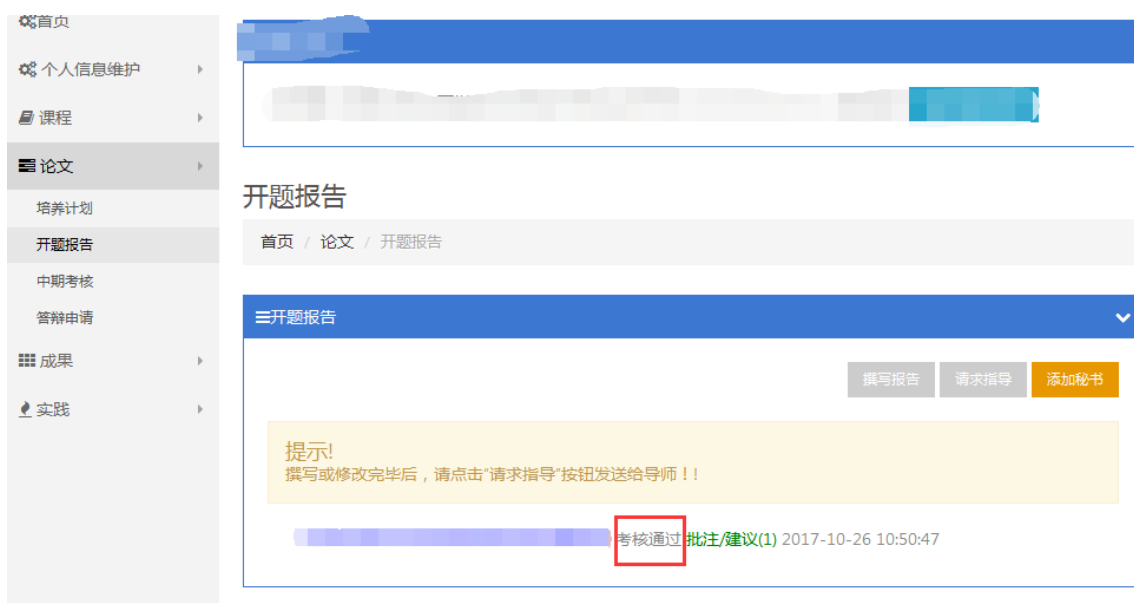 首页
个人信息维护
课程
论文
培养计划
开题报告
中期考核
答辩申请
成果
实践
开题报告
首页 / 论文 / 开题报告
开题报告
撰写报告 请求指导 添加秘书
提示!
撰写或修改完毕后，请点击"请求指导"按钮发送给导师！!
考核通过 批注/建议(1) 2017-10-26 10:50:47